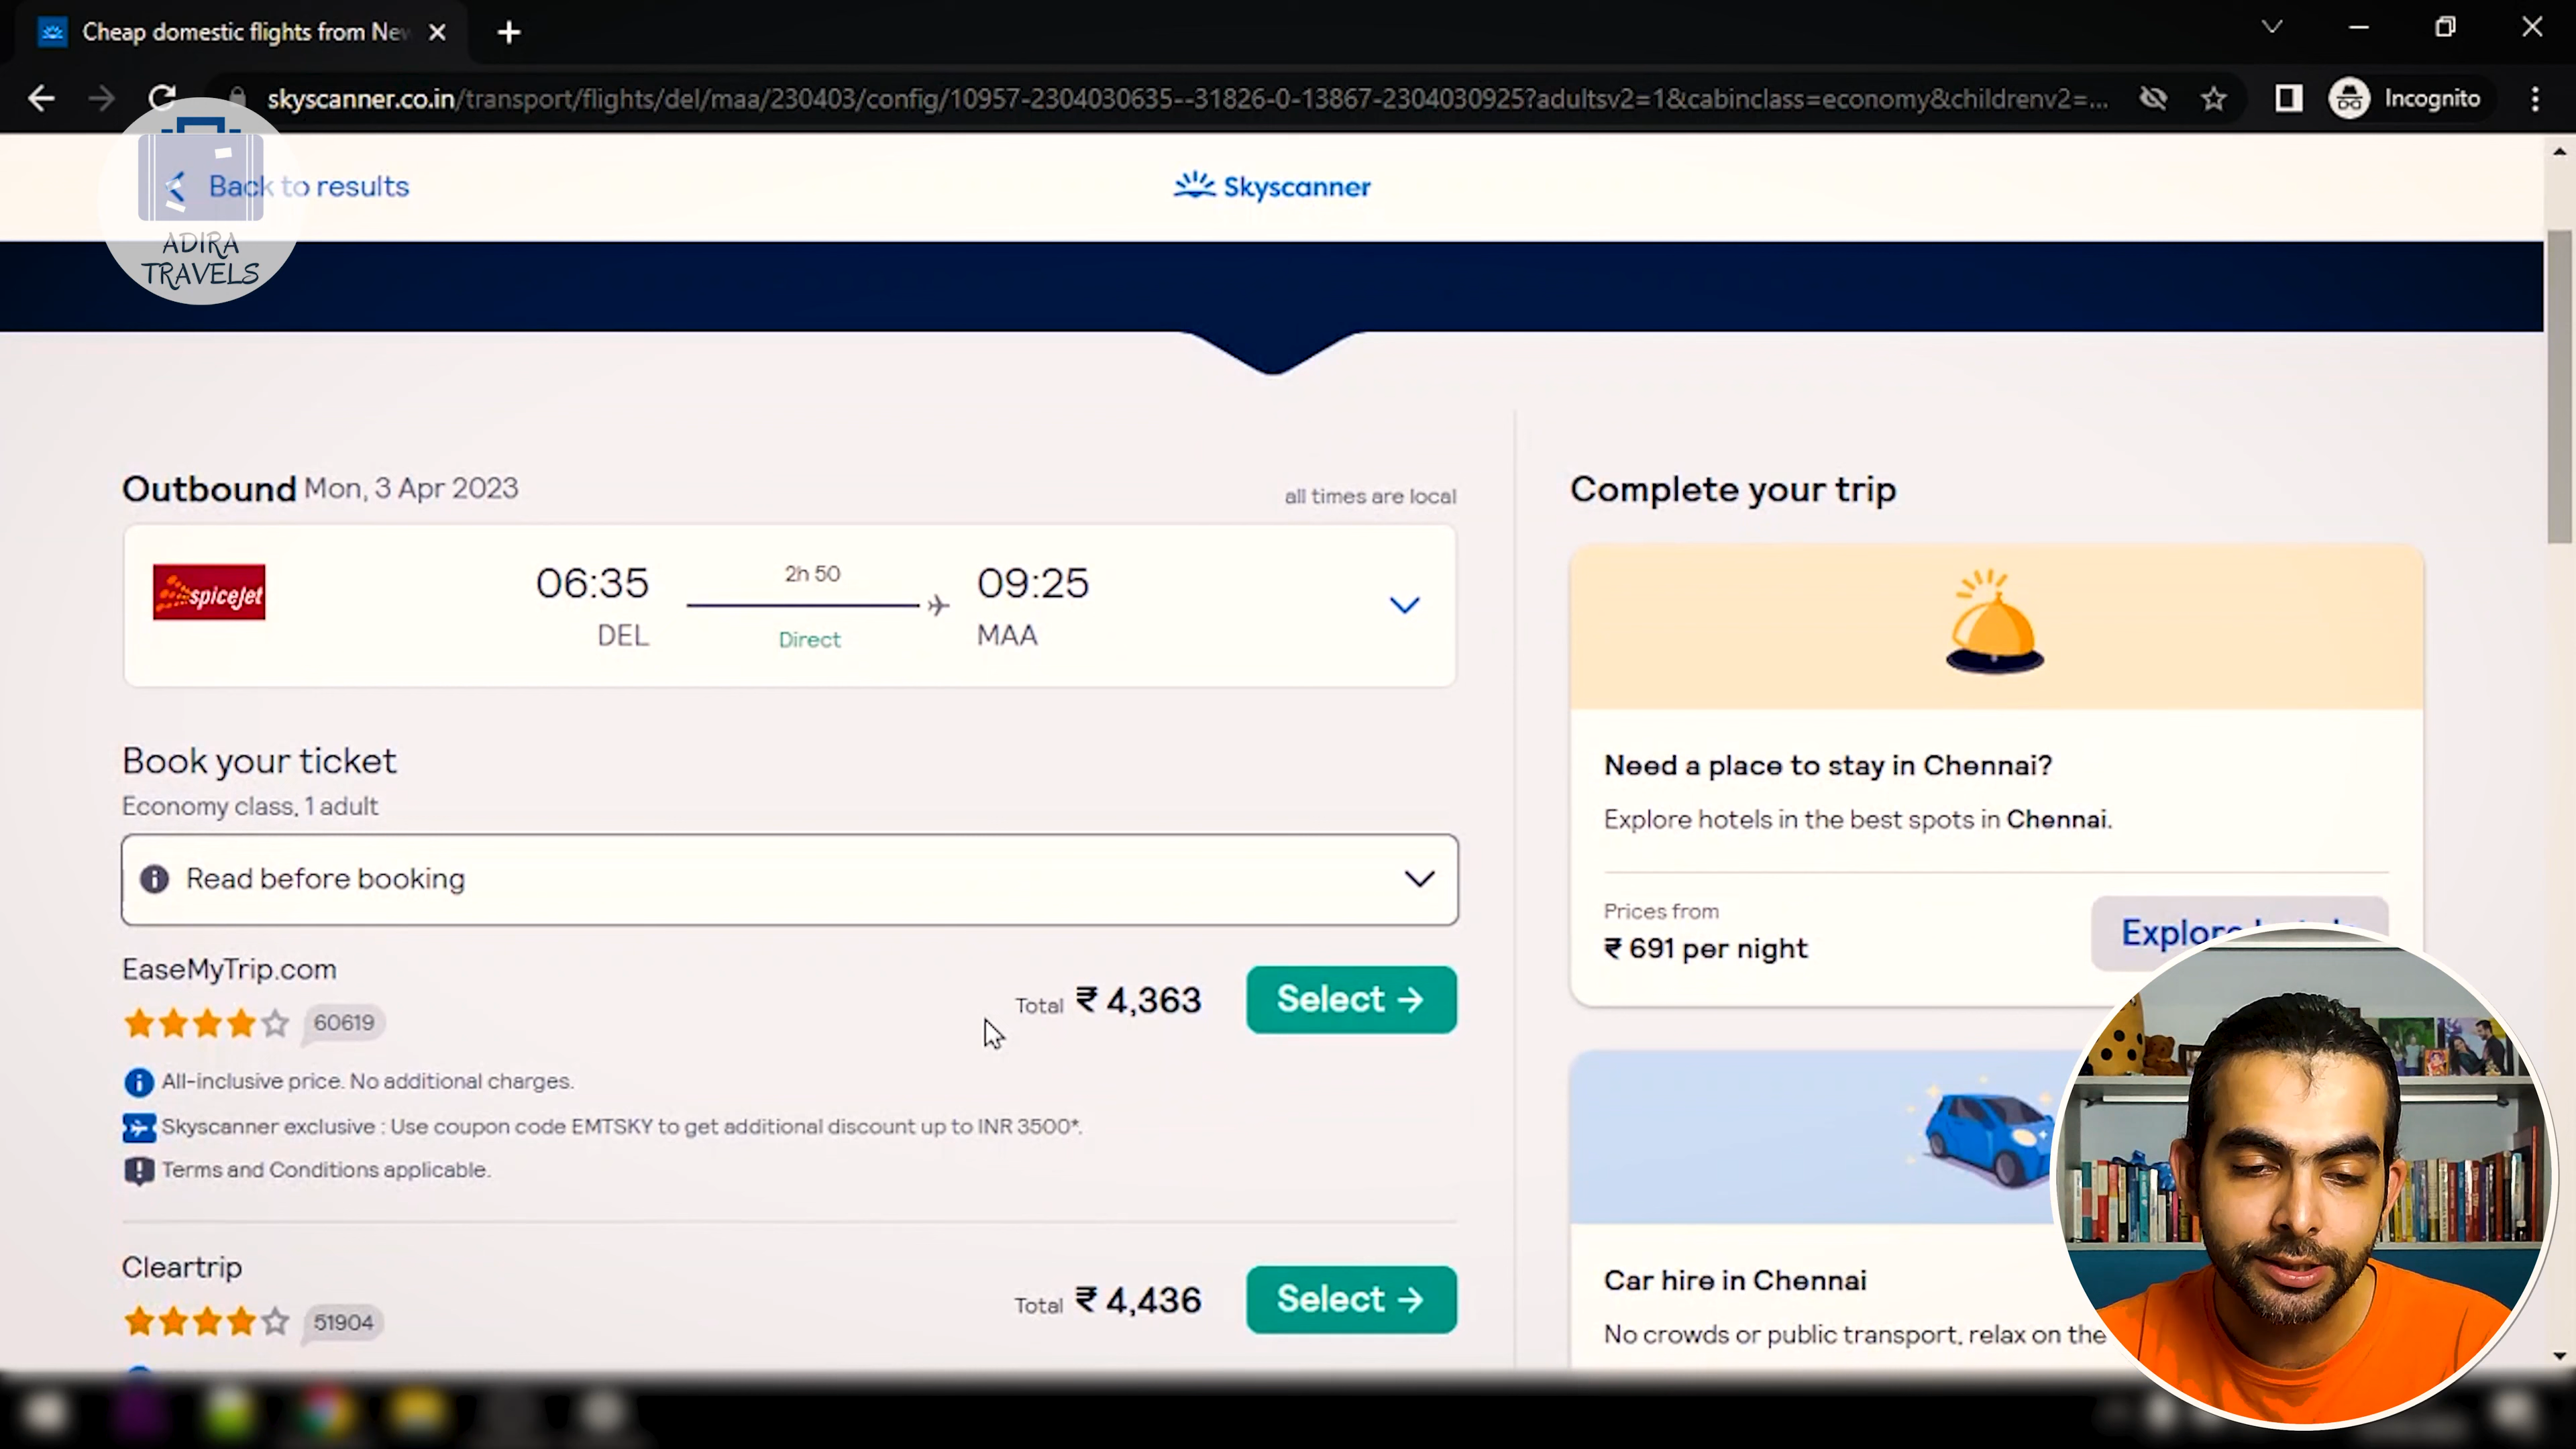 Cheap domestic flights from New
skyscanner.co.in/transport/flights/del/maa/230403/config/10957-2304030635--31826-0-13867-2304030925?adultsv2=1&cabinclass=economy&childrenv2=...
Incognito
Back to results
Skyscanner
ADIRA
TRAVELS
Outbound Mon, 3 Apr 2023
all times are local
spicejet
06:35
2h 50
09:25
DEL
Direct
MAA
Book your ticket
Economy class, 1 adult
Read before booking
EaseMyTrip.com
60619
Total ₹ 4,363
Select →
All-inclusive price. No additional charges.
Skyscanner exclusive : Use coupon code EMTSKY to get additional discount up to INR 3500*.
Terms and Conditions applicable.
Cleartrip
51904
Total ₹ 4,436
Select →
Complete your trip
Need a place to stay in Chennai?
Explore hotels in the best spots in Chennai.
Prices from
₹ 691 per night
Explore
Car hire in Chennai
No crowds or public transport, relax on the